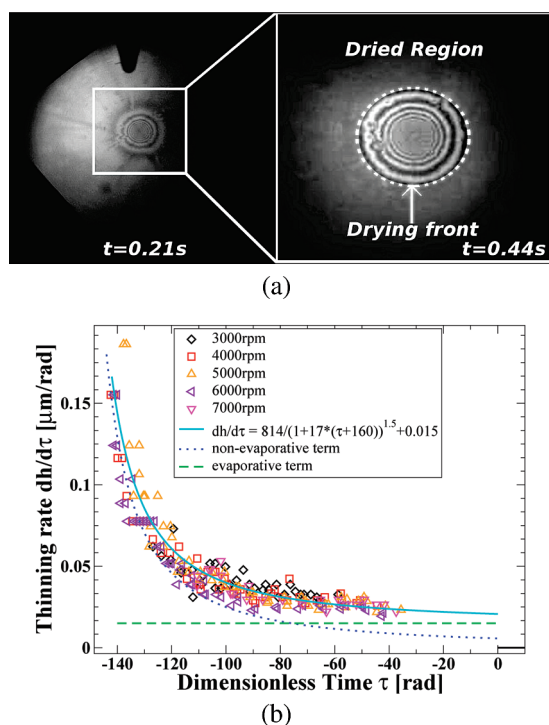 Dried Region
Drying front
t=0.21s
t=0.44s
(a)
3000rpm
4000rpm
5000rpm
6000rpm
7000rpm
dh/dτ = 814/(1+17*(τ+160))^1.5+0.015
non-evaporative term
evaporative term
Thinning rate dh/dτ [μm/rad]
0.15
0.1
0.05
0
-140 -120 -100 -80 -60 -40 -20 0
Dimensionless Time τ [rad]
(b)